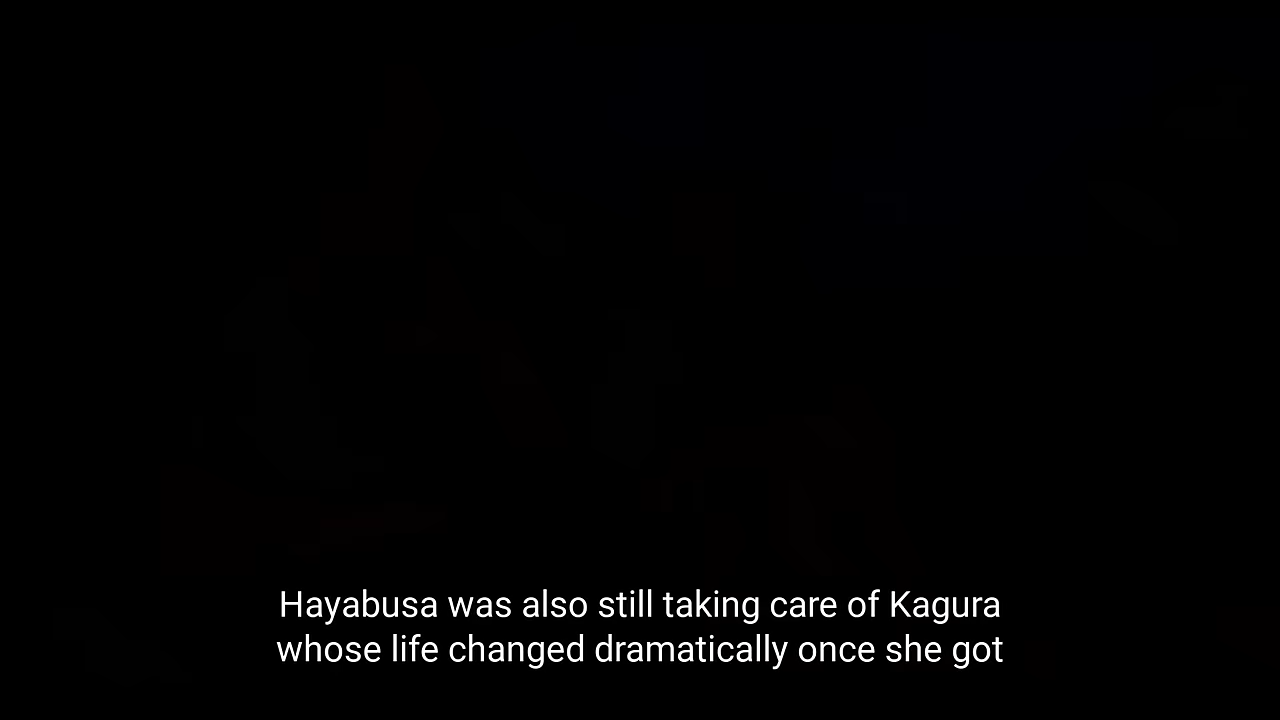 Hayabusa was also still taking care of Kagura
whose life changed dramatically once she got